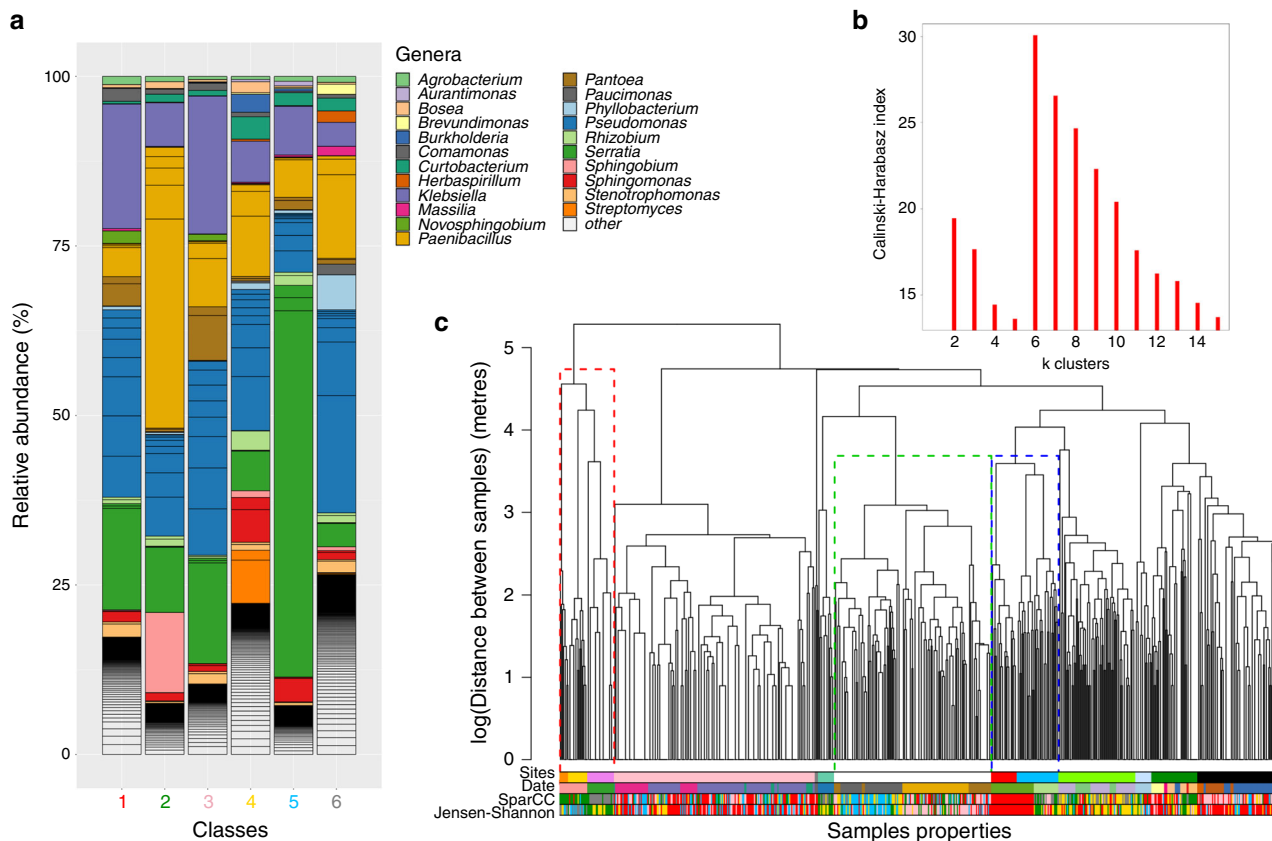 a
Relative abundance (%)
100
75
50
25
0
1 2 3 4 5 6
Classes
Genera
Agrobacterium
Aurantimonas
Bosea
Brevundimonas
Burkholderia
Comamonas
Curtobacterium
Herbaspirillum
Klebsiella
Massilia
Novosphingobium
Paenibacillus
Pantoea
Paucimonas
Phyllobacterium
Pseudomonas
Rhizobium
Serratia
Sphingobium
Sphingomonas
Stenotrophomonas
Streptomyces
other
b
Calinski-Harabasz index
30
25
20
15
2 4 6 8 10 12 14
k clusters
c
log(Distance between samples) (metres)
5
4
3
2
1
0
Sites
Date
SparCC
Jensen-Shannon
Samples properties